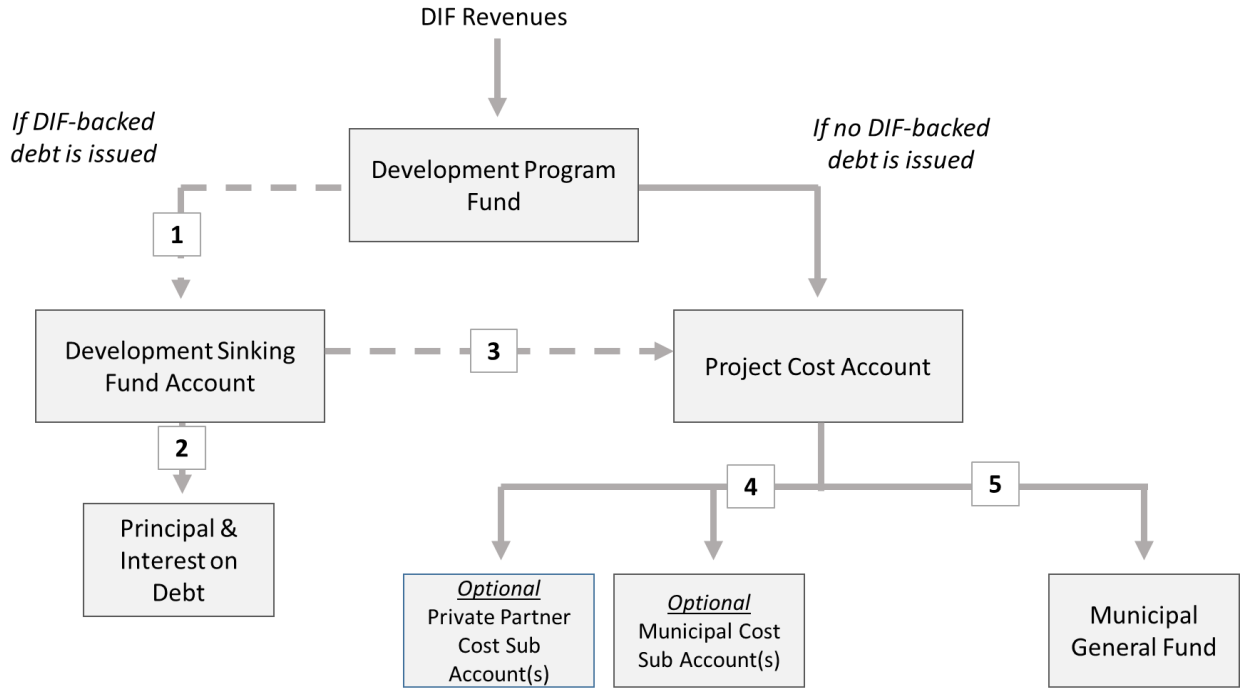 DIF Revenues
If DIF-backed
debt is issued
If no DIF-backed
debt is issued
Development Program
Fund
1
Development Sinking
Fund Account
3
Project Cost Account
2
4
5
Principal &
Interest on
Debt
Optional
Private Partner
Cost Sub
Account(s)
Optional
Municipal Cost
Sub Account(s)
Municipal
General Fund